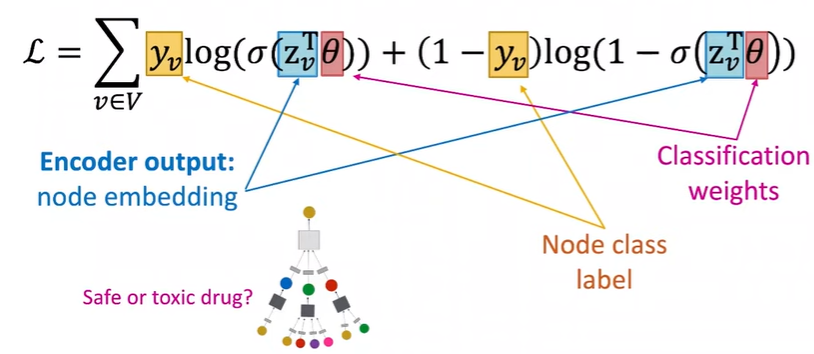 ℒ = ∑ y_v log(σ(z_v^T θ)) + (1 − y_v)log(1 − σ(z_v^T θ))
v∈V
Encoder output:
node embedding
Classification
weights
Node class
label
Safe or toxic drug?